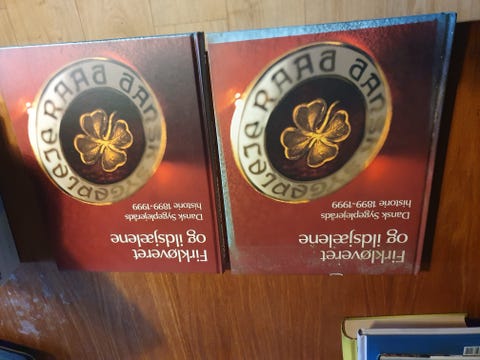 Firkløveret
og ildsjælene
Dansk Sygeplejeråds
historie 1899-1999
DANSK SYGEPLEJE RAAD
Firkløveret
og ildsjælene
Dansk Sygeplejeråds
historie 1899-1999
DANSK SYGEPLEJE RAAD